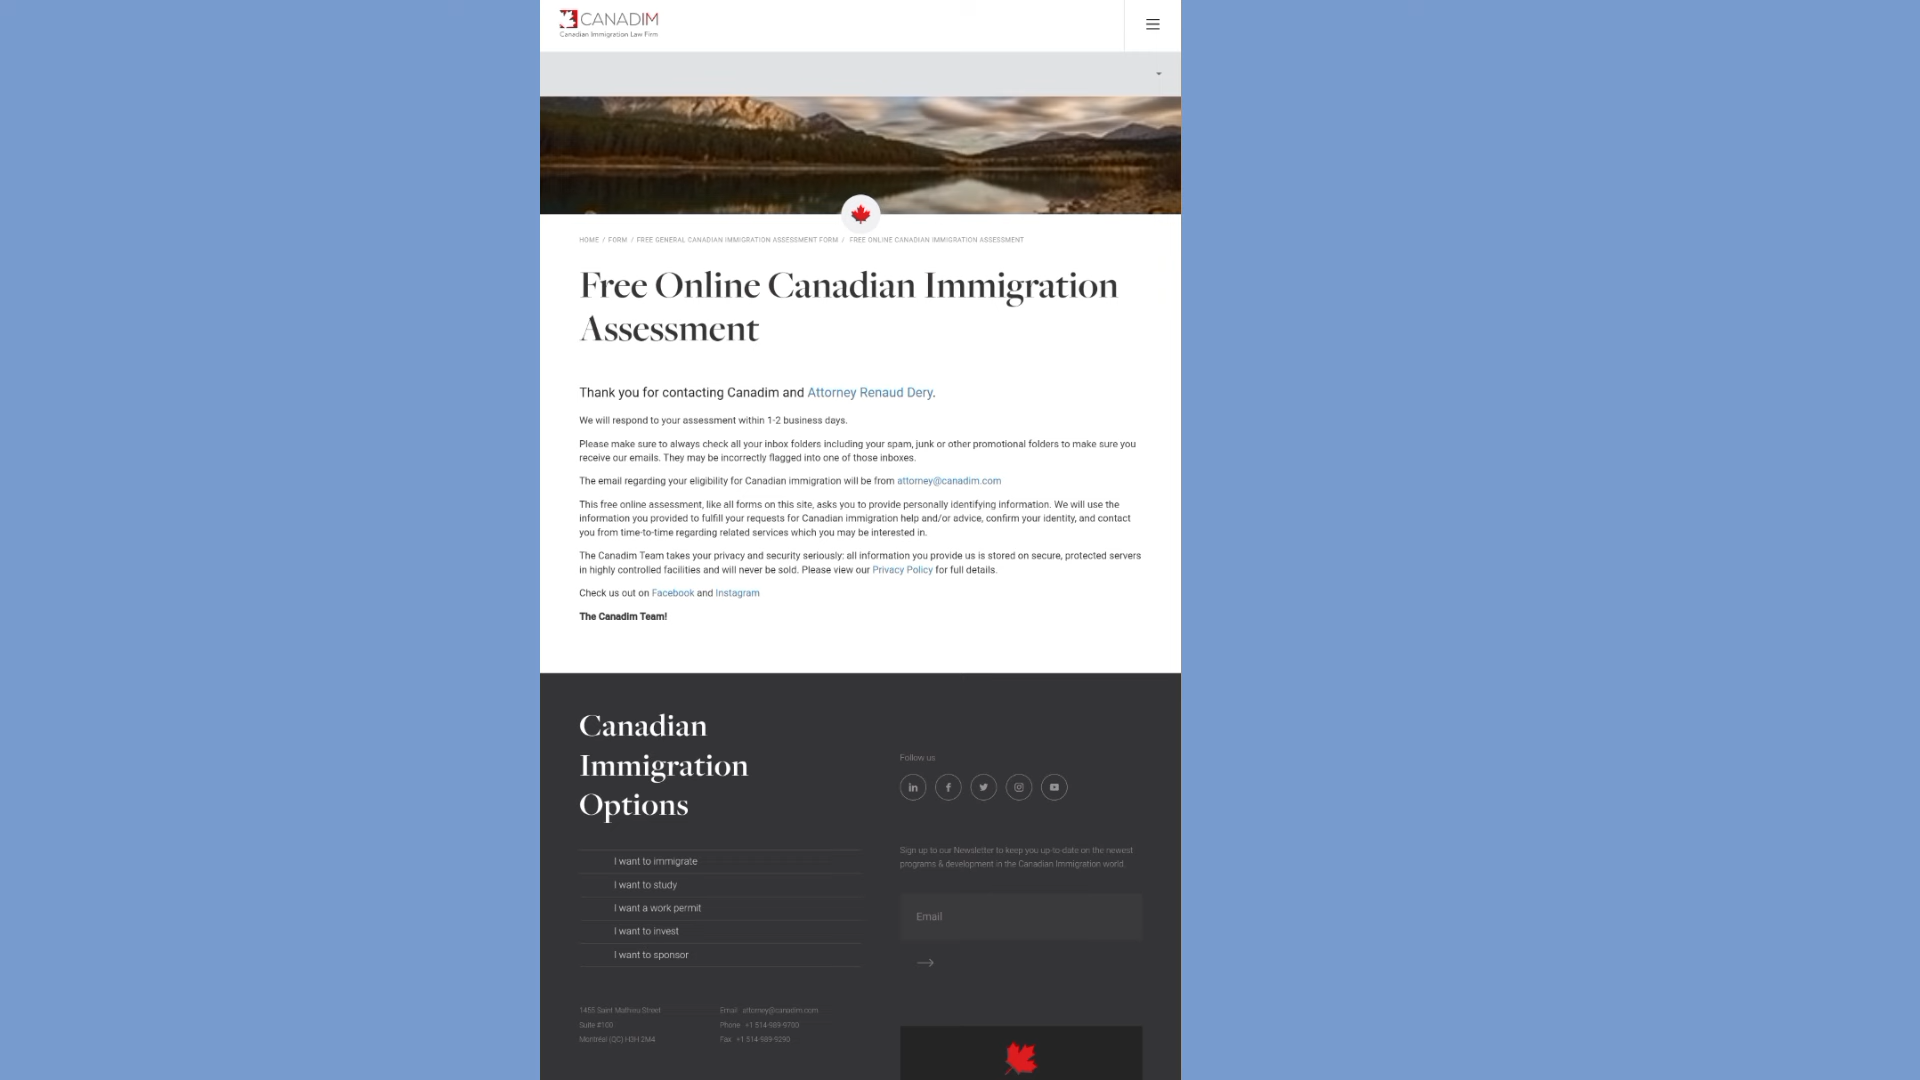 CANADIM
Canadian Immigration Law Firm
HOME / FORM / FREE GENERAL CANADIAN IMMIGRATION ASSESSMENT FORM / FREE ONLINE CANADIAN IMMIGRATION ASSESSMENT
Free Online Canadian Immigration
Assessment
Thank you for contacting Canadim and Attorney Renaud Dery.
We will respond to your assessment within 1-2 business days.
Please make sure to always check all your inbox folders including your spam, junk or other promotional folders to make sure you
receive our emails. They may be incorrectly flagged into one of those inboxes.
The email regarding your eligibility for Canadian immigration will be from attorney@canadim.com
This free online assessment, like all forms on this site, asks you to provide personally identifying information. We will use the
information you provided to fulfill your requests for Canadian immigration help and/or advice, confirm your identity, and contact
you from time-to-time regarding related services which you may be interested in.
The Canadim Team takes your privacy and security seriously: all information you provide us is stored on secure, protected servers
in highly controlled facilities and will never be sold. Please view our Privacy Policy for full details.
Check us out on Facebook and Instagram
The Canadim Team!
Canadian
Immigration
Options
I want to immigrate
I want to study
I want a work permit
I want to invest
I want to sponsor
1455 Saint Mathieu Street
Suite #100
Montréal (QC) H3H 2M4
Email attorney@canadim.com
Phone +1 514-989-9700
Fax +1 514-989-9290
Follow us
Sign up to our Newsletter to keep you up-to-date on the newest
programs & development in the Canadian Immigration world.
Email